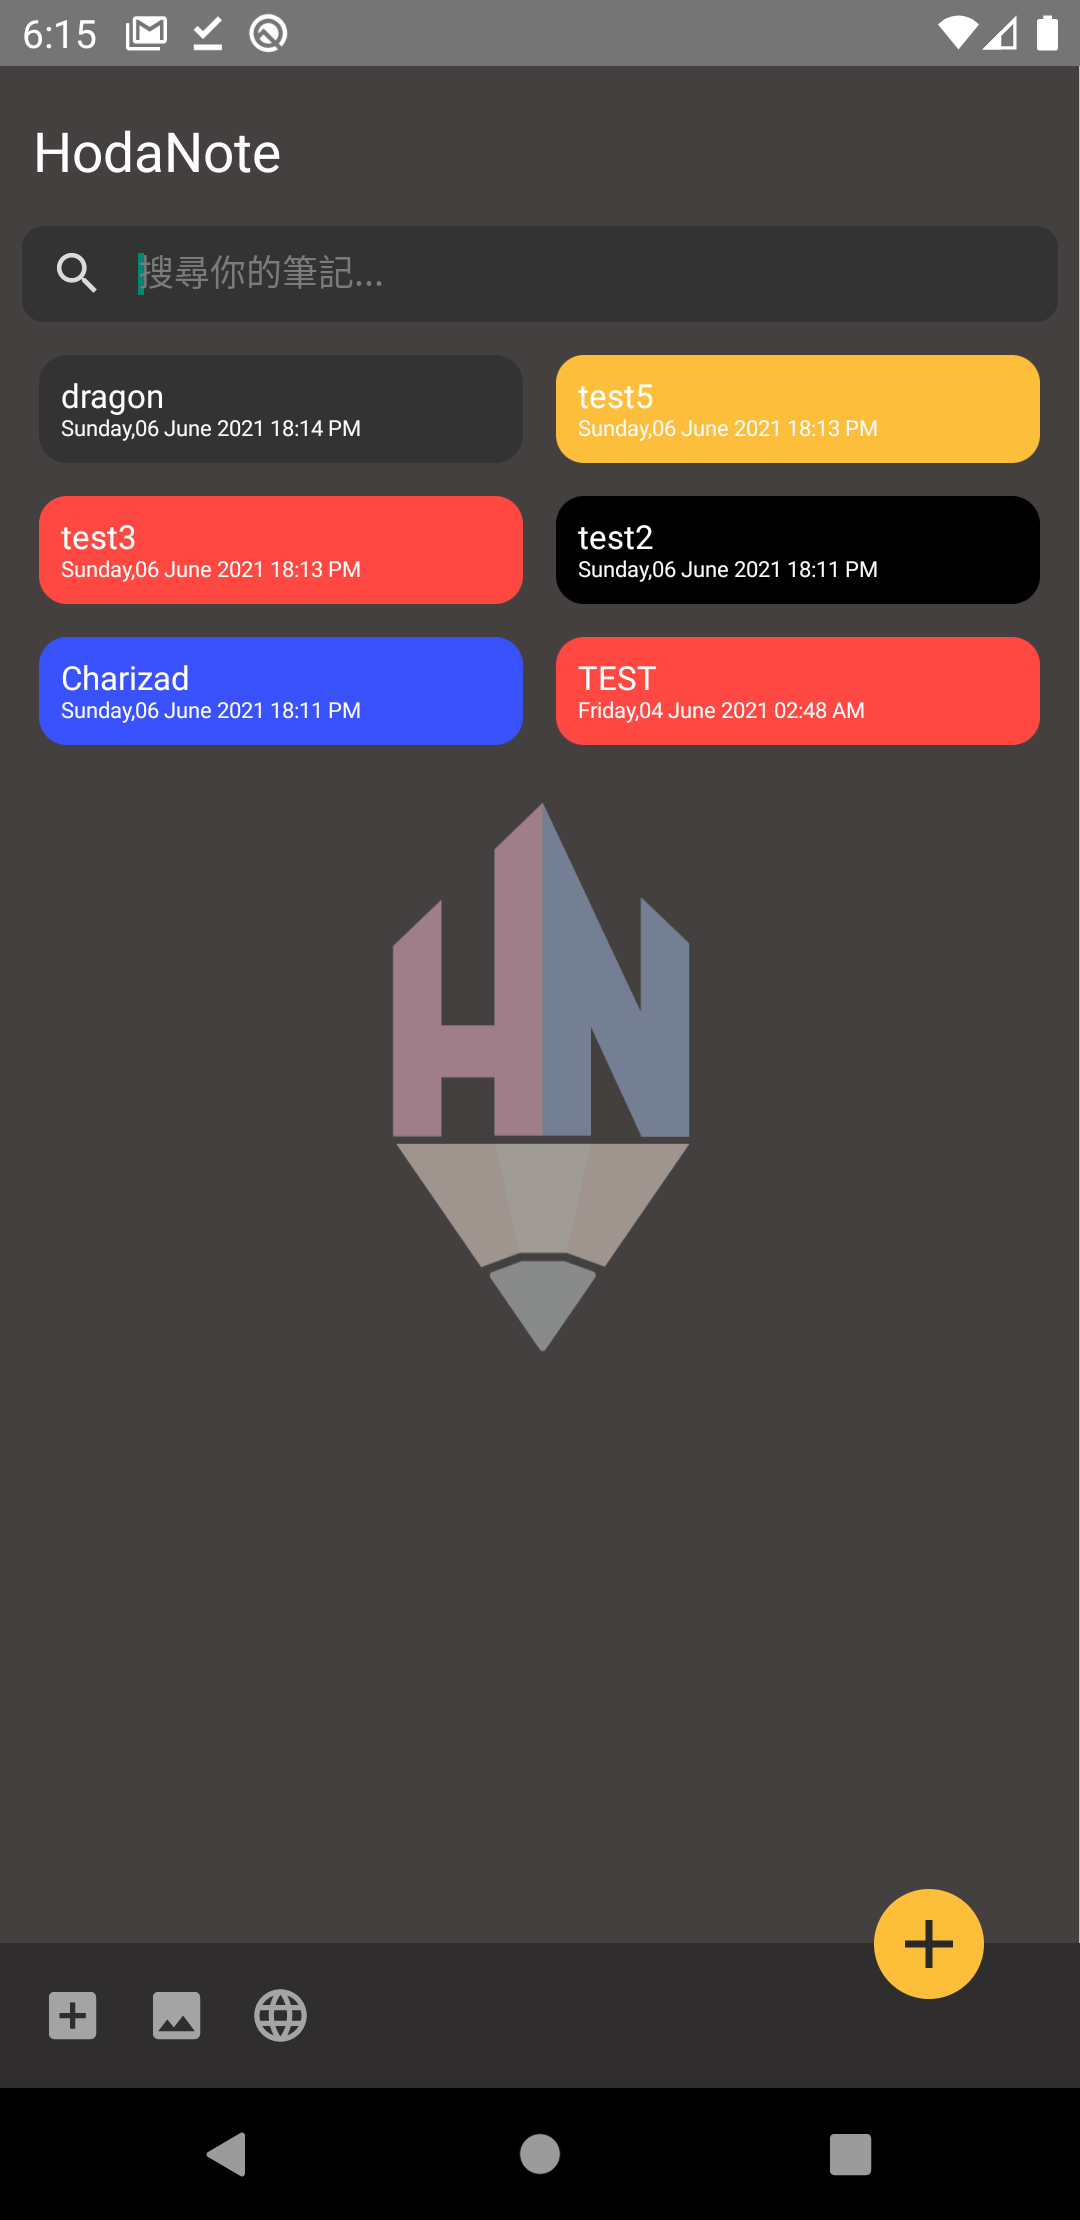 6:15
HodaNote
搜尋你的筆記...
dragon
Sunday,06 June 2021 18:14 PM
test5
Sunday,06 June 2021 18:13 PM
test3
Sunday,06 June 2021 18:13 PM
test2
Sunday,06 June 2021 18:11 PM
Charizad
Sunday,06 June 2021 18:11 PM
TEST
Friday,04 June 2021 02:48 AM
HN